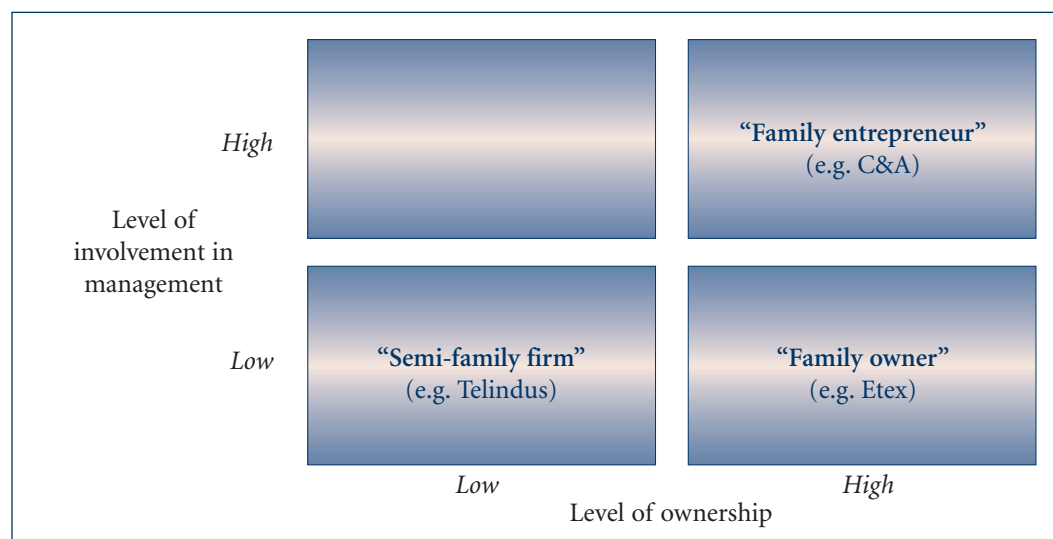 “Family entrepreneur”
(e.g. C&A)
High
Level of
involvement in
management
“Semi-family firm”
(e.g. Telindus)
“Family owner”
(e.g. Etex)
Low
Low
High
Level of ownership